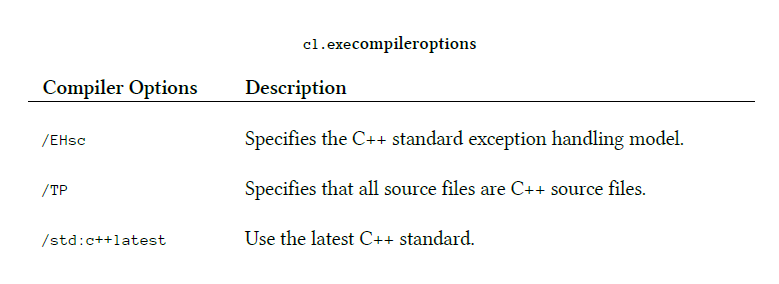 cl.execompileroptions
Compiler Options Description
/EHsc Specifies the C++ standard exception handling model.
/TP Specifies that all source files are C++ source files.
/std:c++latest Use the latest C++ standard.